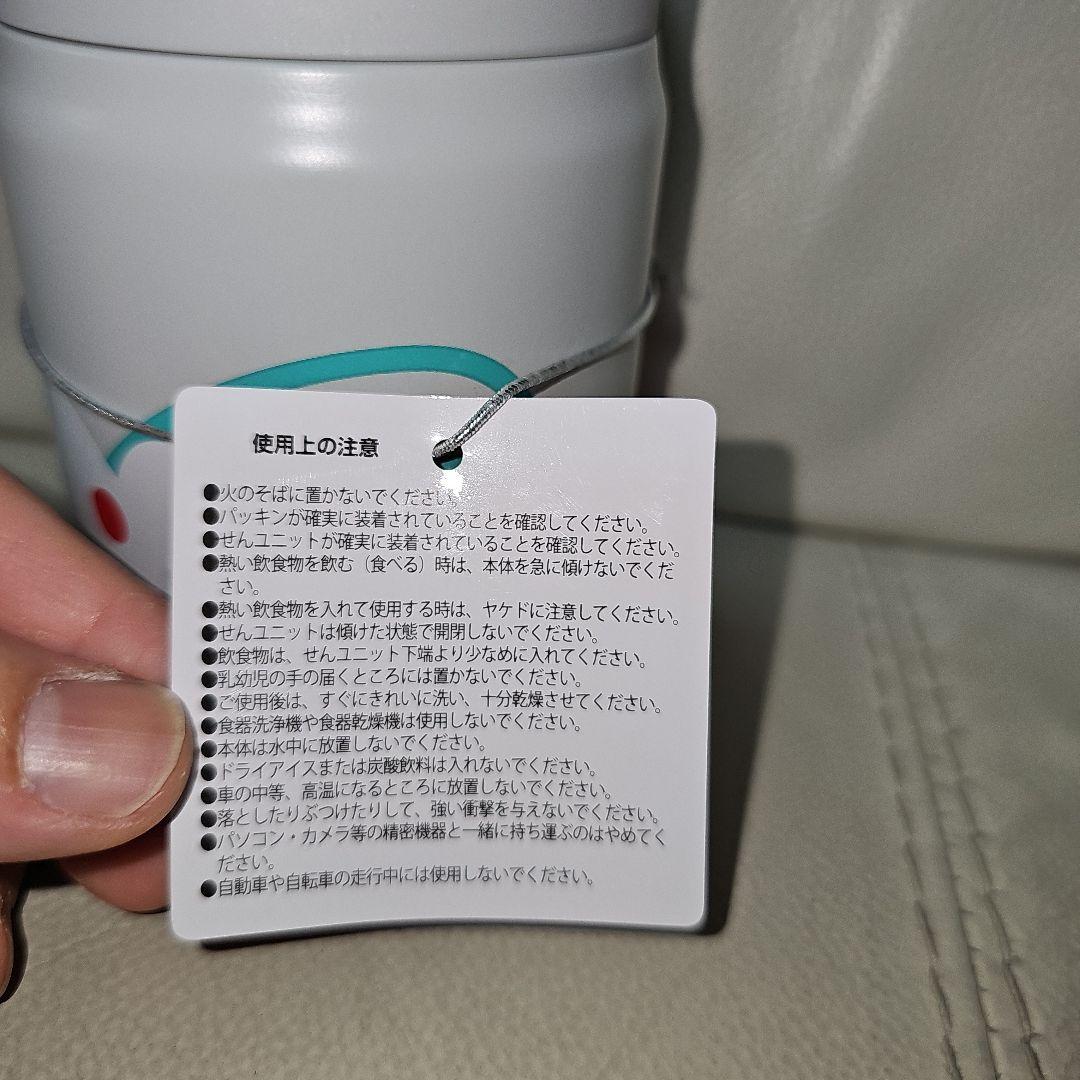 使用上の注意
●火のそばに置かないでください。
●パッキンが確実に装着されていることを確認してください。
●せんユニットが確実に装着されていることを確認してください。
●熱い飲食物を飲む（食べる）時は、本体を急に傾けないでくだ
さい。
●熱い飲食物を入れて使用する時は、ヤケドに注意してください。
●せんユニットは傾けた状態で開閉しないでください。
●飲食物は、せんユニット下端より少なめに入れてください。
●乳幼児の手の届くところには置かないでください。
●ご使用後は、すぐにきれいに洗い、十分乾燥させてください。
●食器洗浄機や食器乾燥機は使用しないでください。
●本体は水中に放置しないでください。
●ドライアイスまたは炭酸飲料は入れないでください。
●車の中等、高温になるところに放置しないでください。
●落としたりぶつけたりして、強い衝撃を与えないでください。
●パソコン・カメラ等の精密機器と一緒に持ち運ぶのはやめてく
ださい。
●自動車や自転車の走行中には使用しないでください。